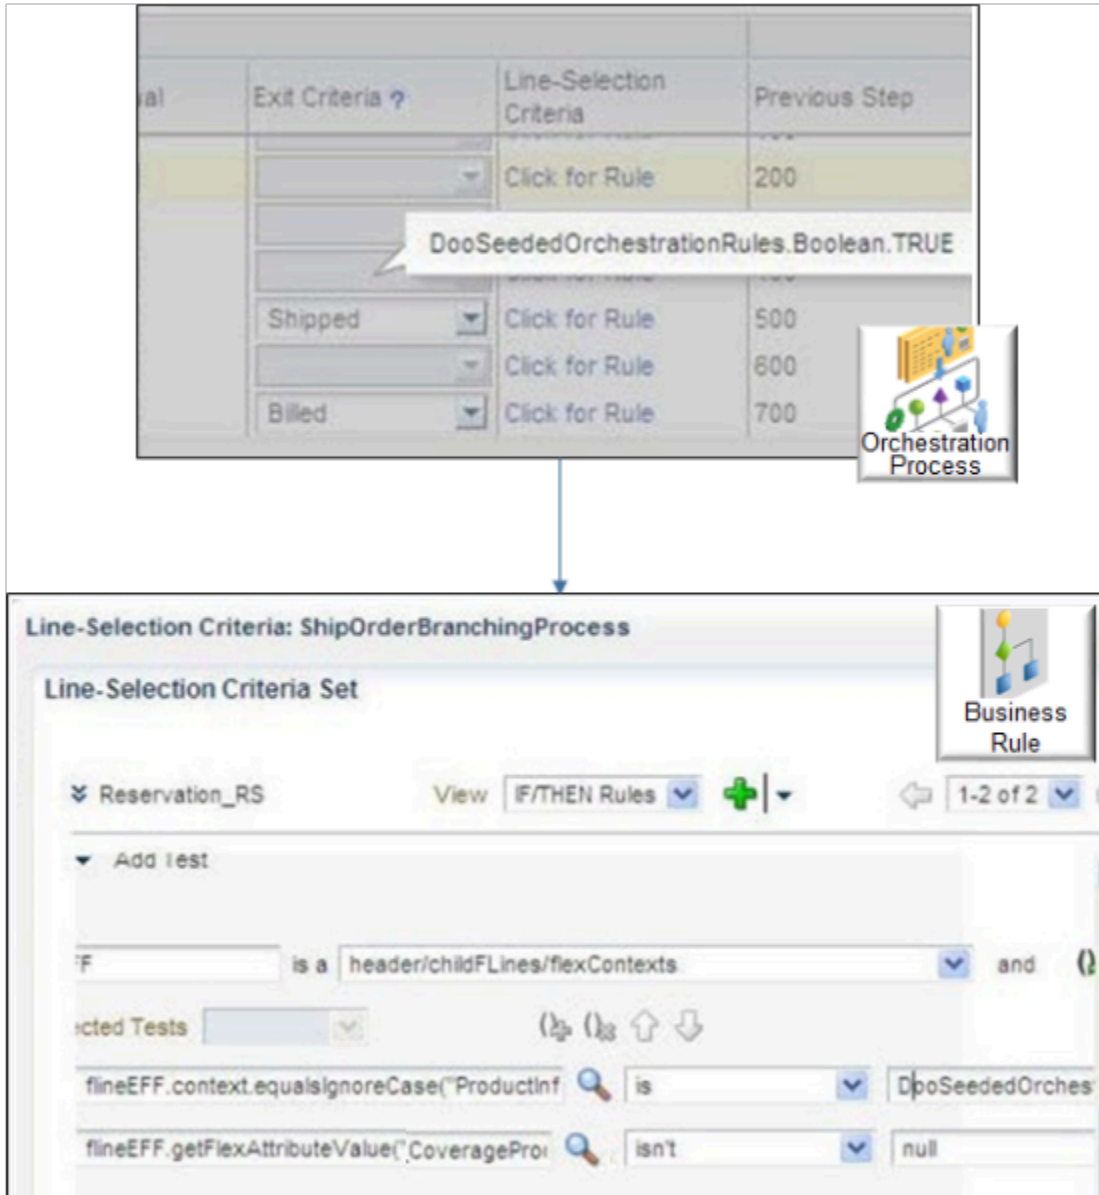 Exit Criteria ?
Line-Selection
Criteria
Previous Step
Click for Rule
200
DooSeededOrchestrationRules.Boolean.TRUE
Shipped
Click for Rule
500
Click for Rule
600
Billed
Click for Rule
700
Orchestration
Process
Line-Selection Criteria: ShipOrderBranchingProcess
Line-Selection Criteria Set
Business
Rule
Reservation_RS
View
IF/THEN Rules
1-2 of 2
Add Test
is a
header/childFLines/flexContexts
and
ected Tests
flineEFF.context.equalsIgnoreCase("ProductInf
is
DooSeededOrches
flineEFF.getFlexAttributeValue("CoveragePro
isn't
null